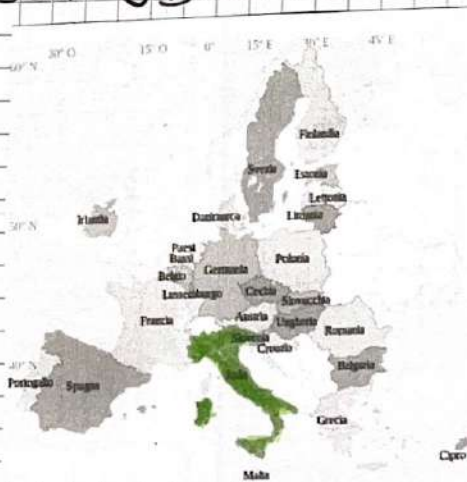 30° O 15 O 0° 15° E 30° E 45° E
60° N
Finlandia
Svezia
Estonia
Lettonia
Irlanda
Danimarca
Lituania
50° N
Paesi
Bassi
Germania
Polonia
Belgio
Lussemburgo
Cechia
Slovacchia
Francia
Austria
Ungheria
Romania
Slovenia
Croazia
40° N
Italia
Bulgaria
Portogallo
Spagna
Grecia
Cipro
Malta